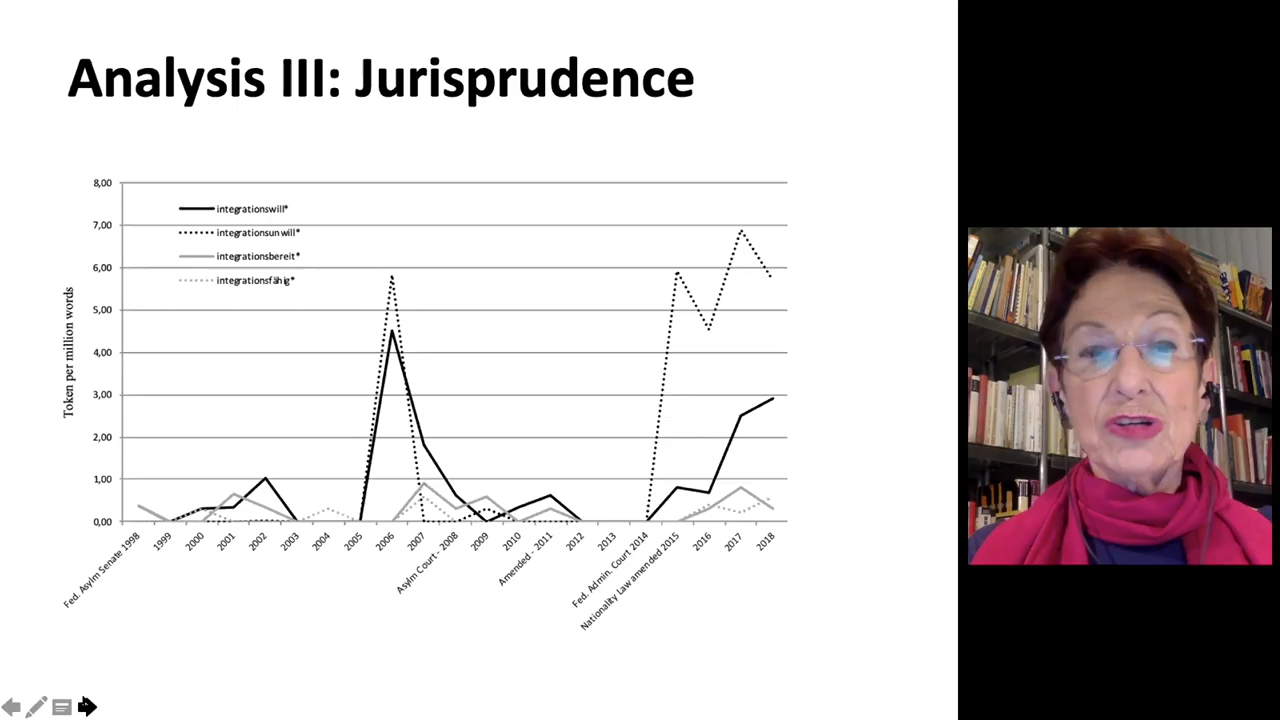 Analysis III: Jurisprudence
Token per million words
8,00
7,00
6,00
5,00
4,00
3,00
2,00
1,00
0,00
integrationswill*
integrationsunwill*
integrationsbereit*
integrationsfähig*
Fed. Asylm Senate 1998
1999
2000
2001
2002
2003
2004
2005
2006
2007
Asylm Court - 2008
2009
2010
Amended - 2011
2012
2013
Fed. Admin. Court 2014
Nationality Law amended 2015
2016
2017
2018